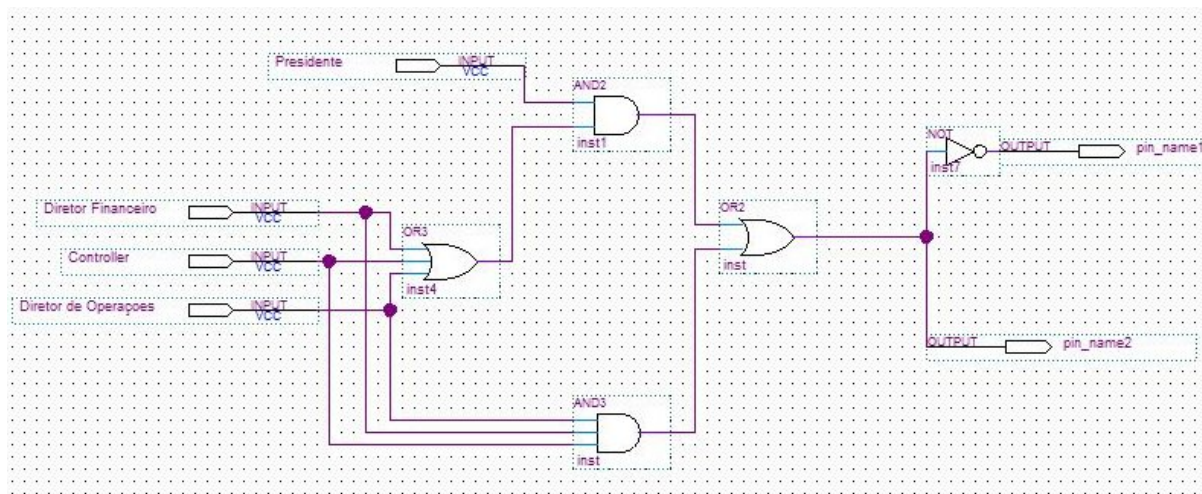 Presidente
INPUT
VCC
AND2
inst1
NOT
inst7
OUTPUT
pin_name1
Diretor Financeiro
INPUT
VCC
OR3
inst4
OR2
inst
Controller
INPUT
VCC
Diretor de Operaçoes
INPUT
VCC
OUTPUT
pin_name2
AND3
inst